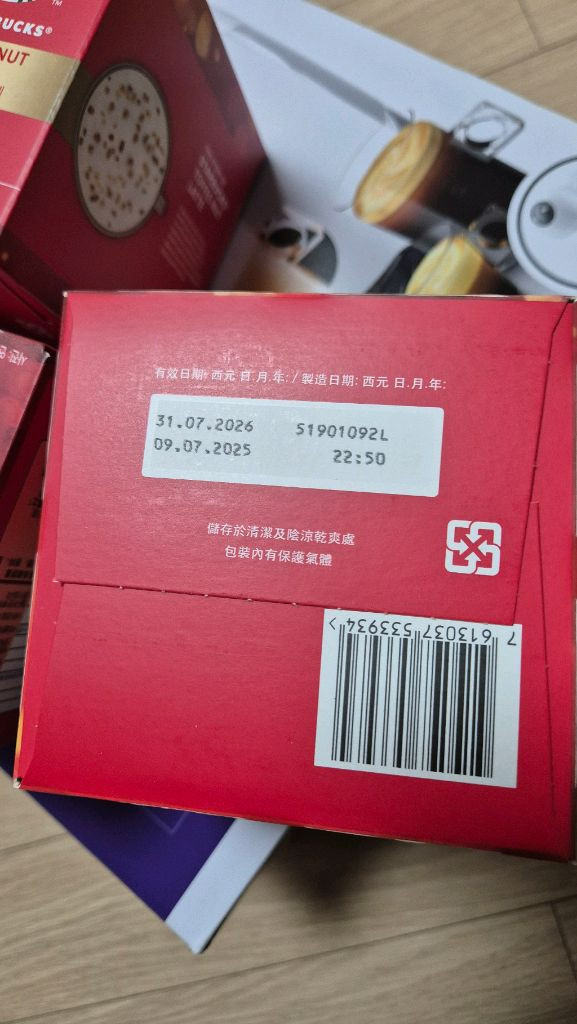 BUCKS®
NUT
有效日期: 西元 日.月.年: / 製造日期: 西元 日.月.年:
31.07.2026 51901092L
09.07.2025 22:50
儲存於清潔及陰涼乾爽處
包裝內有保護氣體
7 613037 533934 >